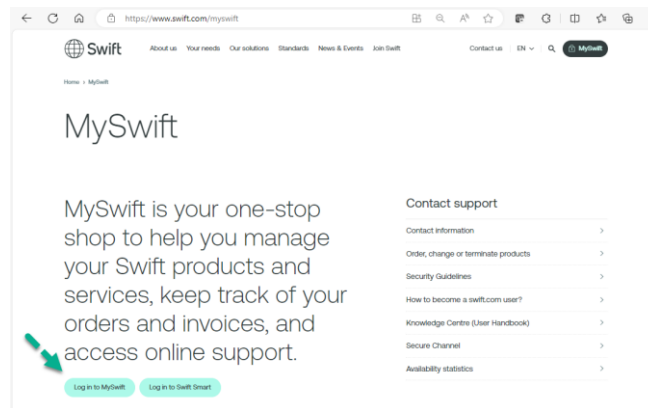 https://www.swift.com/myswift
Swift
About us Your needs Our solutions Standards News & Events Join Swift
Contact us EN MySwift
Home › MySwift
MySwift
MySwift is your one-stop
shop to help you manage
your Swift products and
services, keep track of your
orders and invoices, and
access online support.
Log in to MySwift Log in to Swift Smart
Contact support
Contact information
Order, change or terminate products
Security Guidelines
How to become a swift.com user?
Knowledge Centre (User Handbook)
Secure Channel
Availability statistics